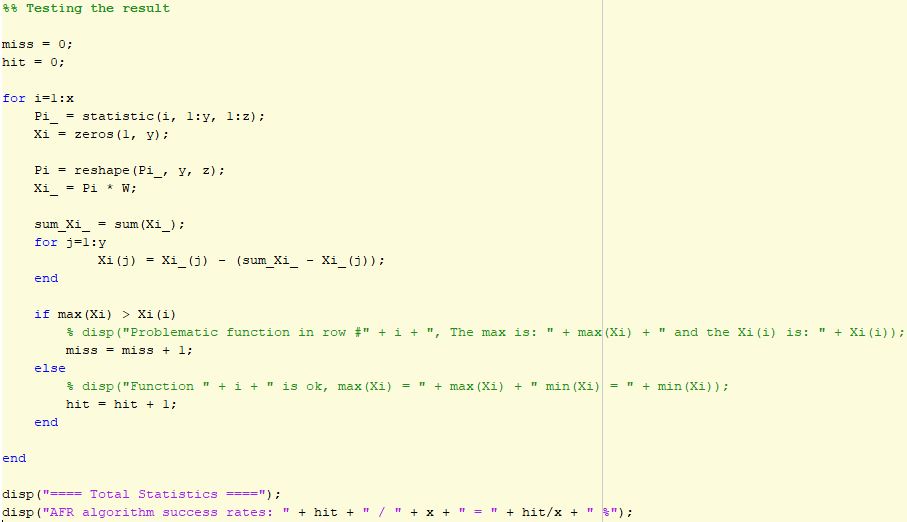 %% Testing the result
miss = 0;
hit = 0;
for i=1:x
Pi_ = statistic(i, 1:y, 1:z);
Xi = zeros(1, y);
Pi = reshape(Pi_, y, z);
Xi_ = Pi * W;
sum_Xi_ = sum(Xi_);
for j=1:y
Xi(j) = Xi_(j) - (sum_Xi_ - Xi_(j));
end
if max(Xi) > Xi(i)
% disp("Problematic function in row #" + i + ", The max is: " + max(Xi) + " and the Xi(i) is: " + Xi(i));
miss = miss + 1;
else
% disp("Function " + i + " is ok, max(Xi) = " + max(Xi) + " min(Xi) = " + min(Xi));
hit = hit + 1;
end
end
disp("==== Total Statistics ====");
disp("AFR algorithm success rates: " + hit + " / " + x + " = " + hit/x + " %");